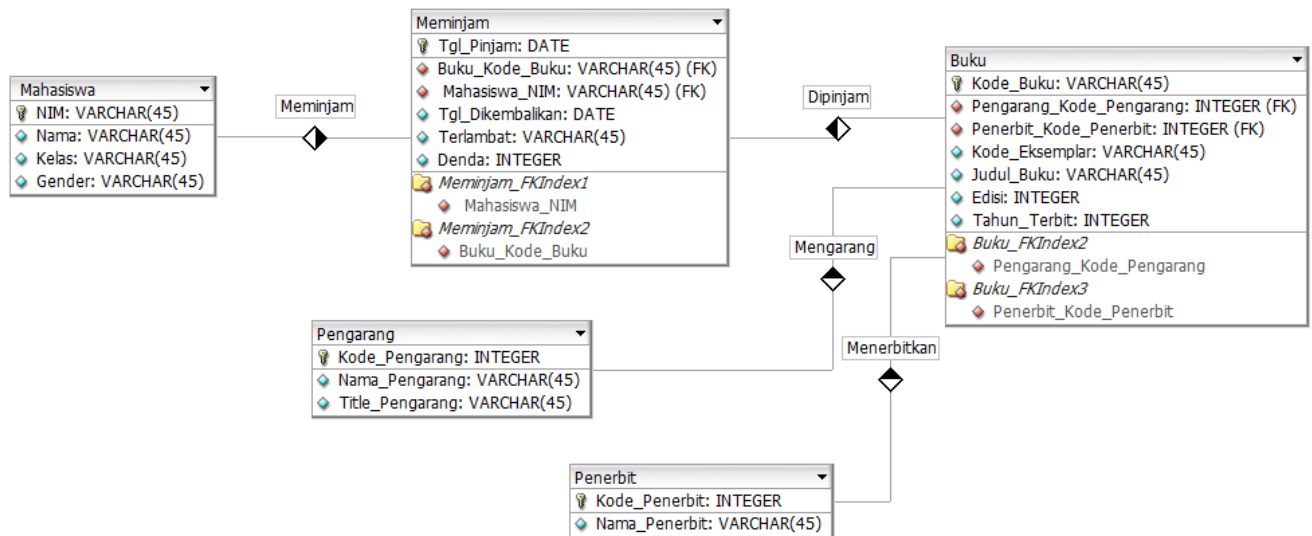 Mahasiswa
NIM: VARCHAR(45)
Nama: VARCHAR(45)
Kelas: VARCHAR(45)
Gender: VARCHAR(45)
Meminjam
Meminjam
Tgl_Pinjam: DATE
Buku_Kode_Buku: VARCHAR(45) (FK)
Mahasiswa_NIM: VARCHAR(45) (FK)
Tgl_Dikembalikan: DATE
Terlambat: VARCHAR(45)
Denda: INTEGER
Meminjam_FKIndex1
Mahasiswa_NIM
Meminjam_FKIndex2
Buku_Kode_Buku
Dipinjam
Buku
Kode_Buku: VARCHAR(45)
Pengarang_Kode_Pengarang: INTEGER (FK)
Penerbit_Kode_Penerbit: INTEGER (FK)
Kode_Eksemplar: VARCHAR(45)
Judul_Buku: VARCHAR(45)
Edisi: INTEGER
Tahun_Terbit: INTEGER
Buku_FKIndex2
Pengarang_Kode_Pengarang
Buku_FKIndex3
Penerbit_Kode_Penerbit
Mengarang
Pengarang
Kode_Pengarang: INTEGER
Nama_Pengarang: VARCHAR(45)
Title_Pengarang: VARCHAR(45)
Menerbitkan
Penerbit
Kode_Penerbit: INTEGER
Nama_Penerbit: VARCHAR(45)